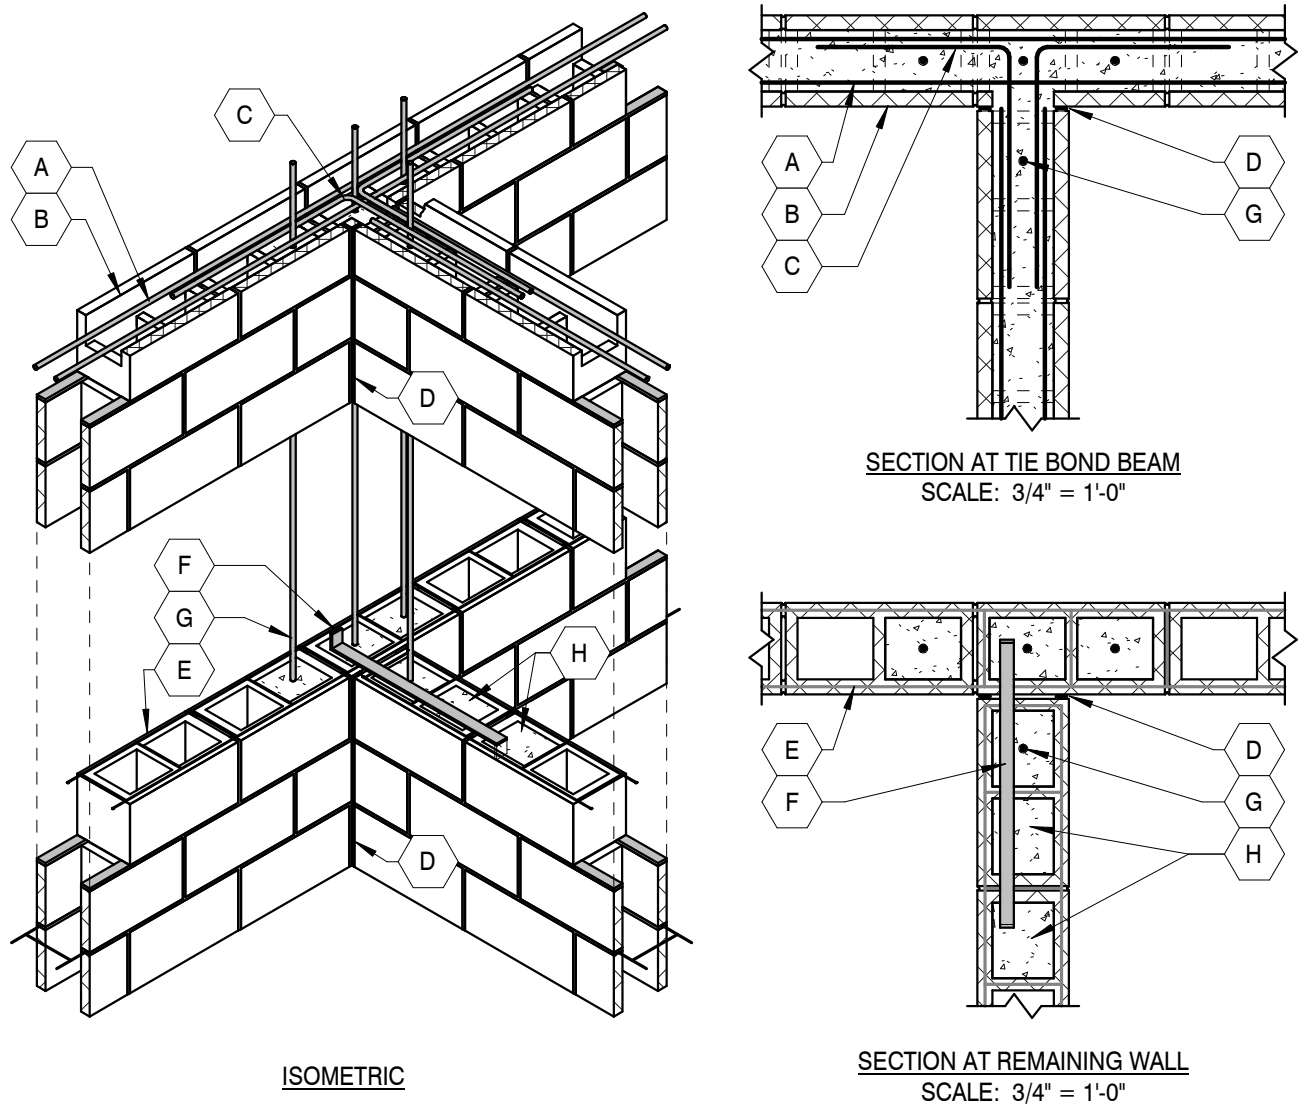 C
A
B
D
F
G
E
H
D
ISOMETRIC
A
B
C
D
G
SECTION AT TIE BOND BEAM
SCALE: 3/4" = 1'-0"
E
F
D
G
H
SECTION AT REMAINING WALL
SCALE: 3/4" = 1'-0"